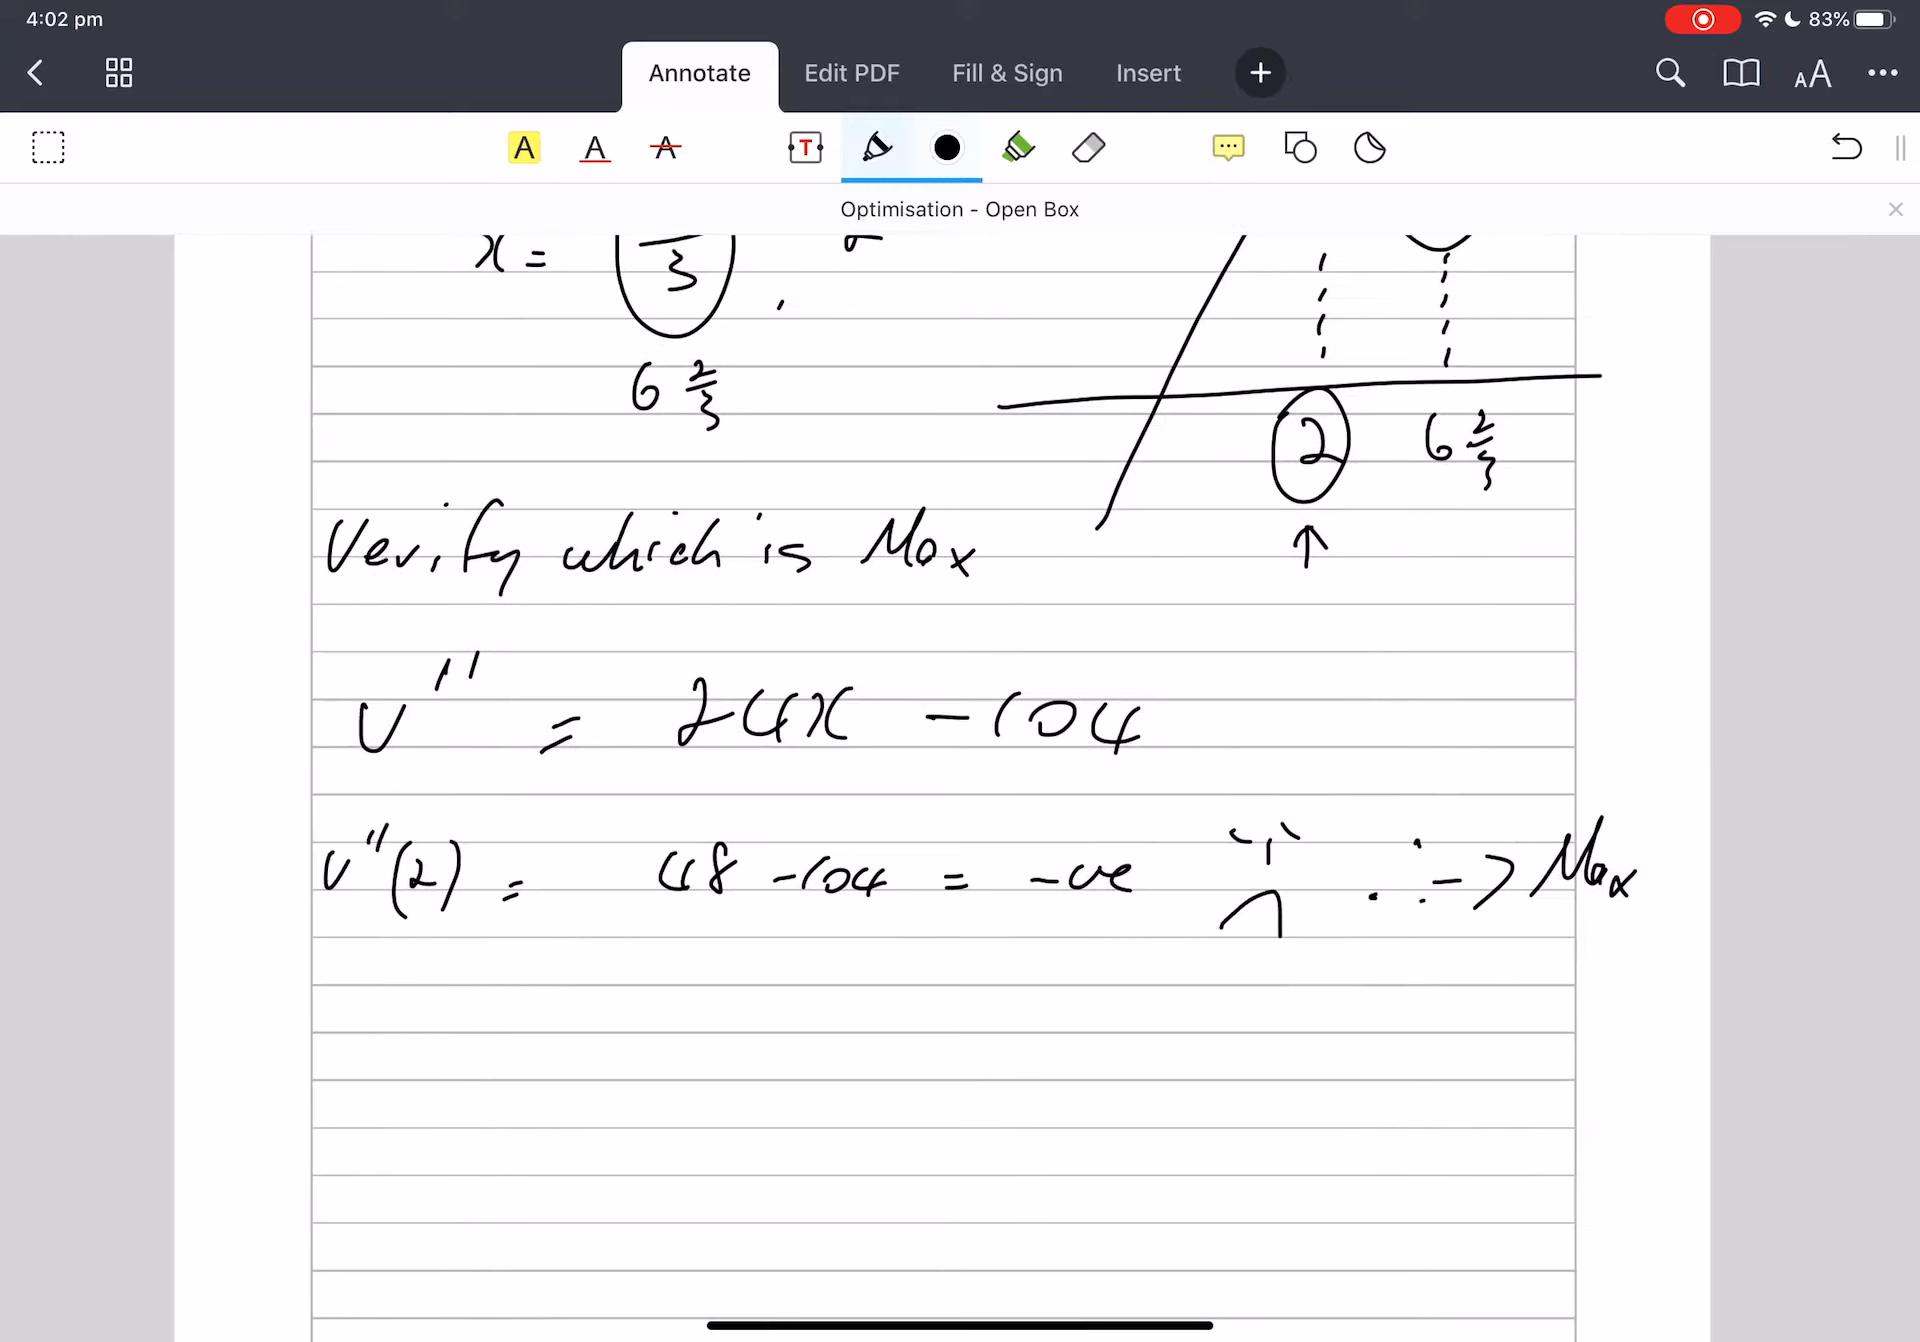 4:02 pm
83%
Annotate
Edit PDF
Fill & Sign
Insert
Optimisation - Open Box
x =
3
2
6 2/3
2
6 2/3
Verify which is Max
V'' = 24x - 104
V''(2) = 48 - 104 = -ve ∴ -> Max